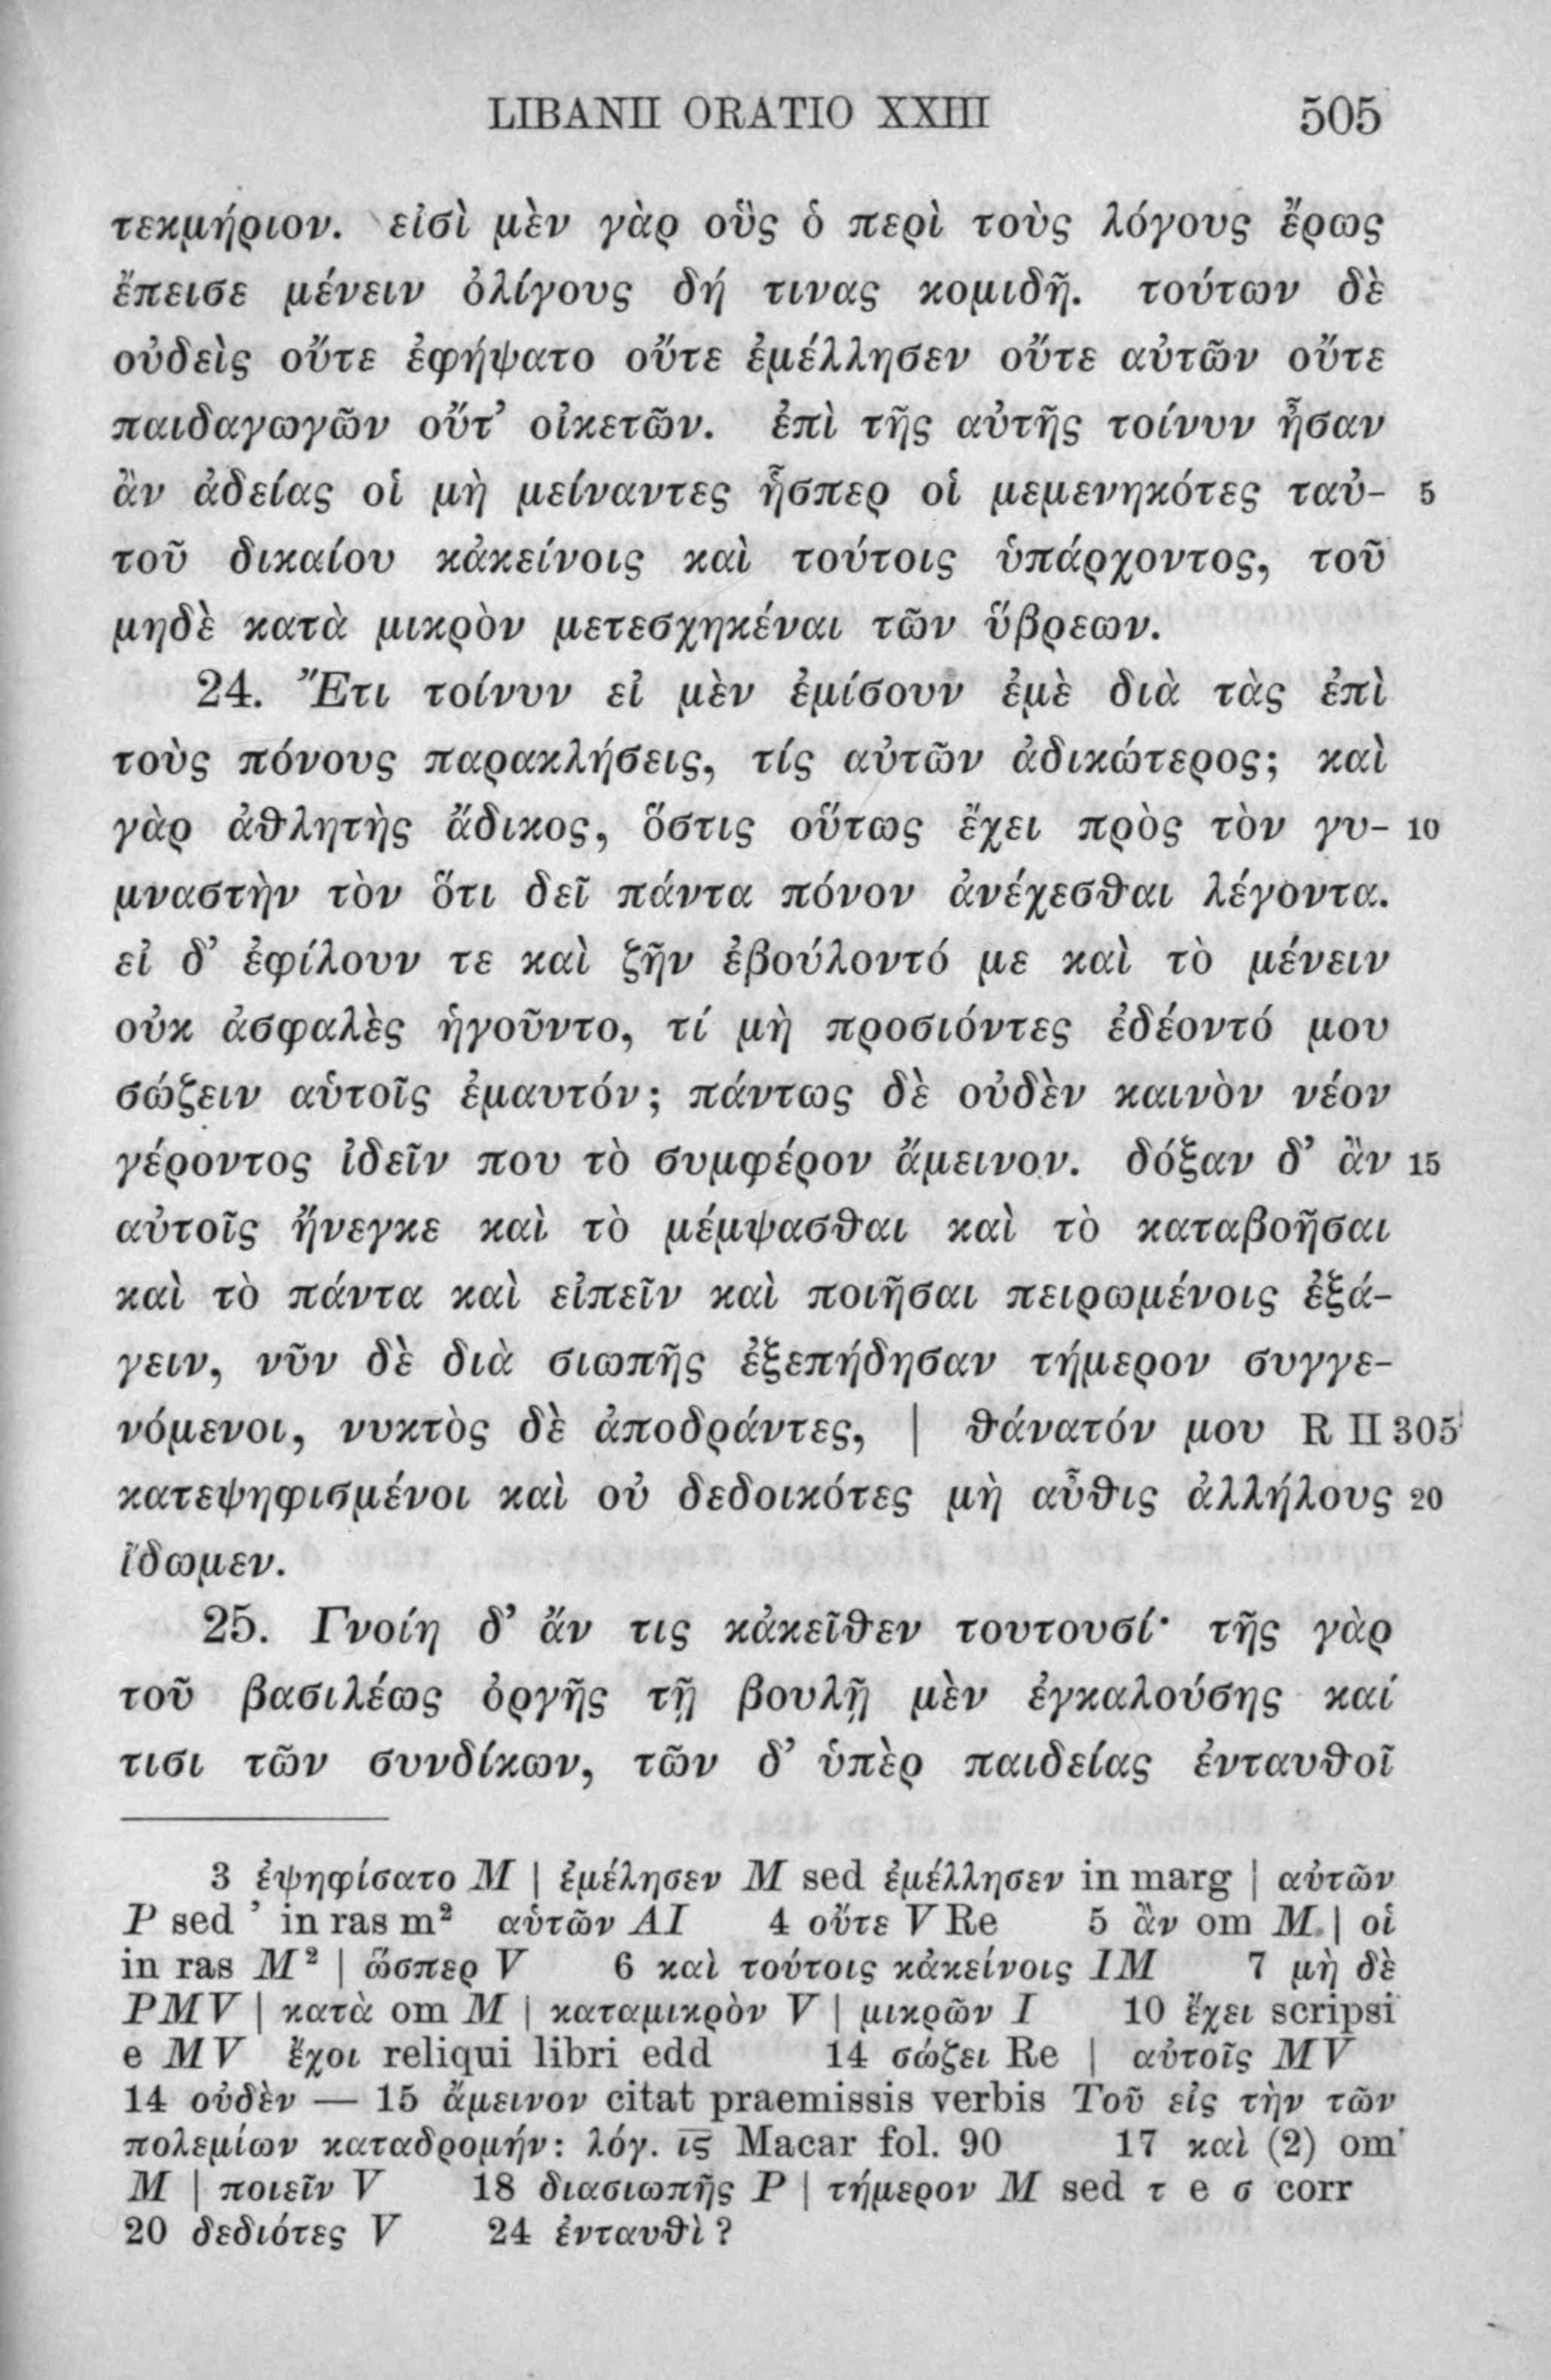 LIBANII ORATIO XXIII 505
τεκμήριον. εἰσὶ μὲν γὰρ οὓς ὁ περὶ τοὺς λόγους ἔρως
ἔπεισε μένειν ὀλίγους δή τινας κομιδῇ. τούτων δὲ
οὐδεὶς οὔτε ἐφήψατο οὔτε ἐμέλλησεν οὔτε αὐτῶν οὔτε
παιδαγωγῶν οὔτ’ οἰκετῶν. ἐπὶ τῆς αὐτῆς τοίνυν ἦσαν
ἂν ἀδείας οἱ μὴ μείναντες ἧσπερ οἱ μεμενηκότες ταὐ- 5
τοῦ δικαίου κἀκείνοις καὶ τούτοις ὑπάρχοντος, τοῦ
μηδὲ κατὰ μικρὸν μετεσχηκέναι τῶν ὕβρεων.
24. Ἔτι τοίνυν εἰ μὲν ἐμίσουν ἐμὲ διὰ τὰς ἐπὶ
τοὺς πόνους παρακλήσεις, τίς αὐτῶν ἀδικώτερος; καὶ
γὰρ ἀθλητὴς ἄδικος, ὅστις οὕτως ἔχει πρὸς τὸν γυ- 10
μναστὴν τὸν ὅτι δεῖ πάντα πόνον ἀνέχεσθαι λέγοντα.
εἰ δ’ ἐφίλουν τε καὶ ζῆν ἐβούλοντό με καὶ τὸ μένειν
οὐκ ἀσφαλὲς ἡγοῦντο, τί μὴ προσιόντες ἐδέοντό μου
σώζειν αὑτοῖς ἐμαυτόν; πάντως δὲ οὐδὲν καινὸν νέον
γέροντος ἰδεῖν που τὸ συμφέρον ἄμεινον. δόξαν δ’ ἂν 15
αὐτοῖς ἤνεγκε καὶ τὸ μέμψασθαι καὶ τὸ καταβοῆσαι
καὶ τὸ πάντα καὶ εἰπεῖν καὶ ποιῆσαι πειρωμένοις ἐξά-
γειν, νῦν δὲ διὰ σιωπῆς ἐξεπήδησαν τήμερον συγγε-
νόμενοι, νυκτὸς δὲ ἀποδράντες, | θάνατόν μου R II 305
κατεψηφισμένοι καὶ οὐ δεδοικότες μὴ αὖθις ἀλλήλους 20
ἴδωμεν.
25. Γνοίη δ’ ἄν τις κἀκεῖθεν τουτουσί· τῆς γὰρ
τοῦ βασιλέως ὀργῆς τῇ βουλῇ μὲν ἐγκαλούσης καί
τισι τῶν συνδίκων, τῶν δ’ ὑπὲρ παιδείας ἐνταυθοῖ
3 ἐψηφίσατο M | ἐμέλησεν M sed ἐμέλλησεν in marg | αὐτῶν
P sed ’ in ras m² αὑτῶν AI 4 οὔτε V Re 5 ἂν om M | οἱ
in ras M² | ὥσπερ V 6 καὶ τούτοις κἀκείνοις IM 7 μὴ δὲ
PMV | κατὰ om M | καταμικρὸν V | μικρῶν I 10 ἔχει scripsi
e MV ἔχοι reliqui libri edd 14 σώζει Re | αὐτοῖς MV
14 οὐδὲν — 15 ἄμεινον citat praemissis verbis Τοῦ εἰς τὴν τῶν
πολεμίων καταδρομήν: λόγ. ι̅ς̅ Macar fol. 90 17 καὶ (2) om
M | ποιεῖν V 18 διασιωπῆς P | τήμερον M sed τ e σ corr
20 δεδιότες V 24 ἐνταυθὶ?